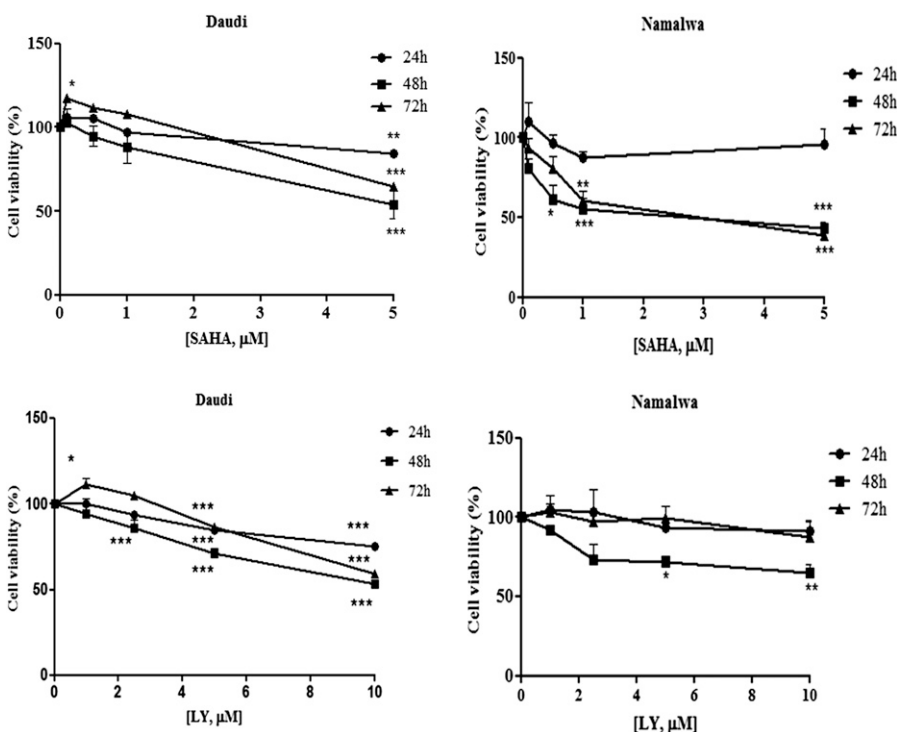 Daudi
150
100
50
0
Cell viability (%)
0 1 2 3 4 5
[SAHA, µM]
24h
48h
72h
*
**
***
***
Namalwa
150
100
50
0
Cell viability (%)
0 1 2 3 4 5
[SAHA, µM]
24h
48h
72h
**
*
***
***
***
Daudi
150
100
50
0
Cell viability (%)
0 2 4 6 8 10
[LY, µM]
24h
48h
72h
*
***
***
***
***
***
***
***
Namalwa
150
100
50
0
Cell viability (%)
0 2 4 6 8 10
[LY, µM]
24h
48h
72h
*
**